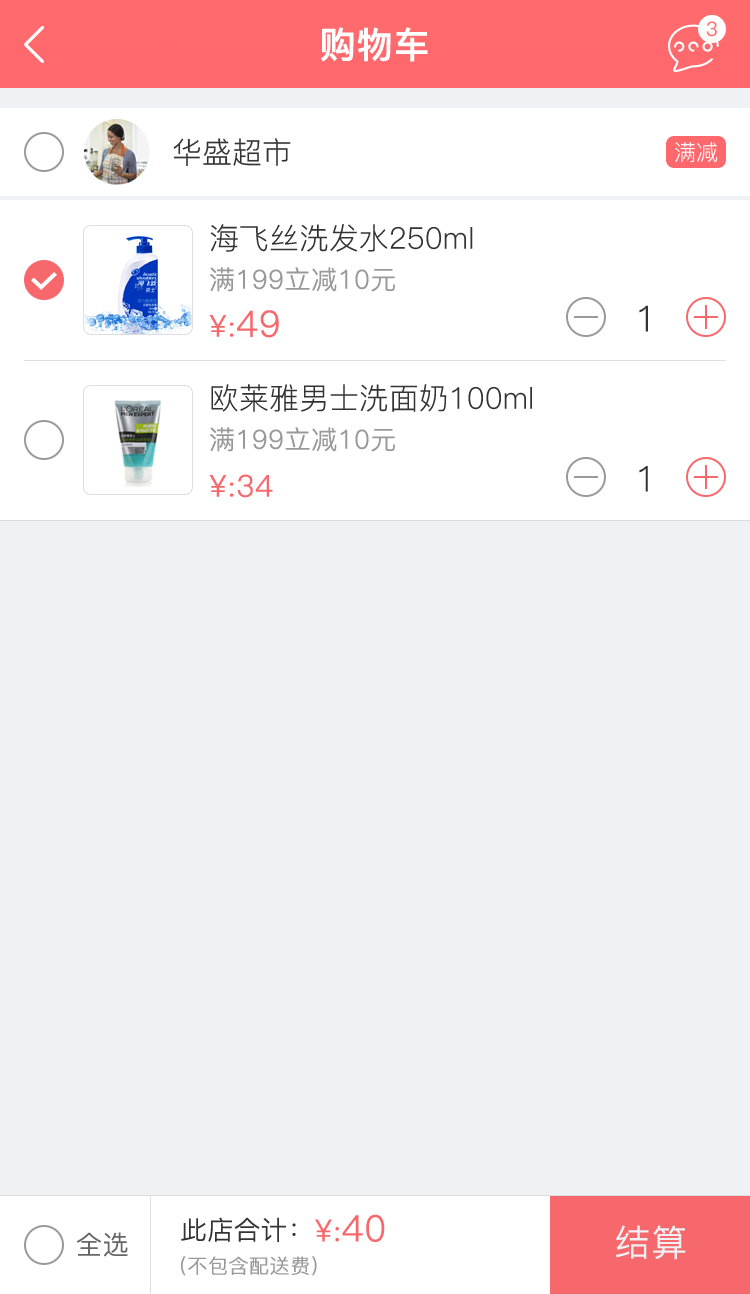 购物车
3
华盛超市
满减
海飞丝洗发水250ml
满199立减10元
¥:49
1
L'OREAL
MEN EXPERT
欧莱雅男士洗面奶100ml
满199立减10元
¥:34
1
全选
此店合计：¥:40
(不包含配送费)
结算